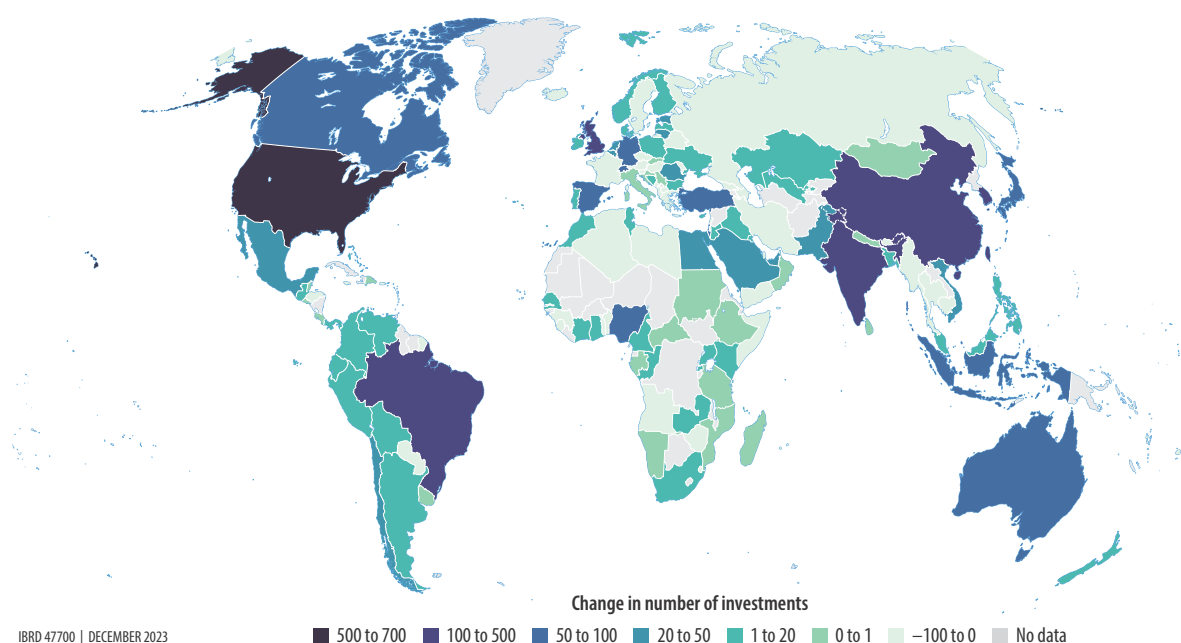 Change in number of investments
IBRD 47700 | DECEMBER 2023
500 to 700 100 to 500 50 to 100 20 to 50 1 to 20 0 to 1 −100 to 0 No data